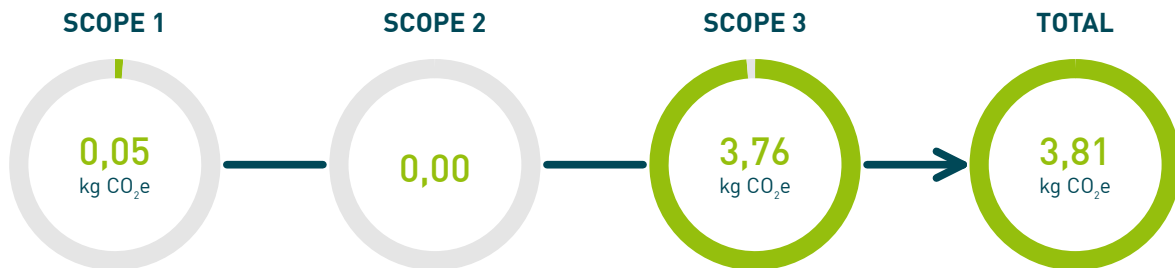 SCOPE 1
0,05
kg CO₂e
SCOPE 2
0,00
SCOPE 3
3,76
kg CO₂e
TOTAL
3,81
kg CO₂e